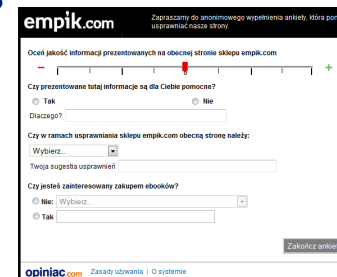 empik.com
Zapraszamy do anonimowego wypełnienia ankiety, która
usprawniać nasze strony.
Oceń jakość informacji prezentowanych na obecnej stronie sklepu empik.com
− +
Czy prezentowane tutaj informacje są dla Ciebie pomocne?
Tak Nie
Dlaczego?
Czy w ramach usprawniania sklepu empik.com obecną stronę należy:
Wybierz..
Twoja sugestia usprawnień
Czy jesteś zainteresowany zakupem ebooków?
Nie: Wybierz..
Tak
Zakończ ankie
opiniac.com Zasady używania | O systemie